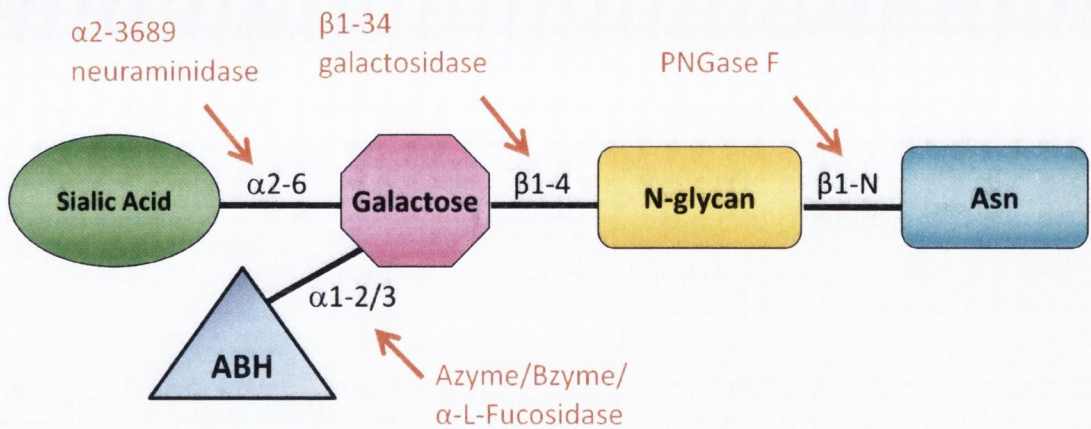 α2-3689
neuraminidase
β1-34
galactosidase
PNGase F
Sialic Acid
α2-6
Galactose
β1-4
N-glycan
β1-N
Asn
α1-2/3
ABH
Azyme/Bzyme/
α-L-Fucosidase